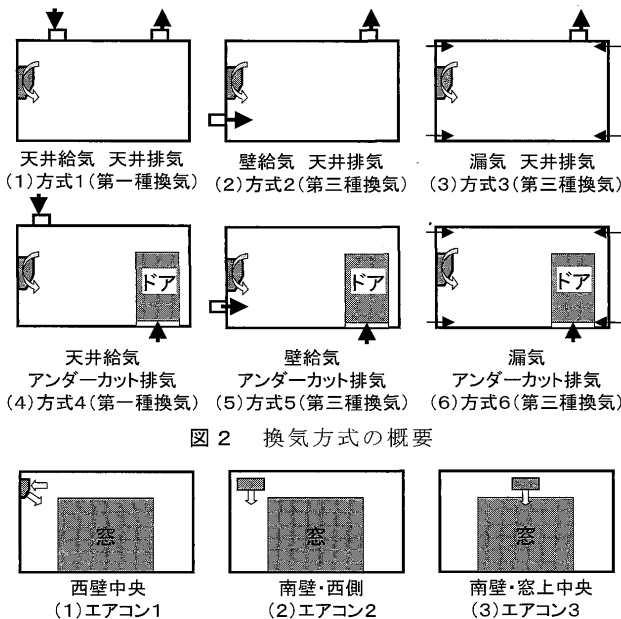 天井給気 天井排気
(1)方式1(第一種換気)
壁給気 天井排気
(2)方式2(第三種換気)
漏気 天井排気
(3)方式3(第三種換気)
ドア
天井給気
アンダーカット排気
(4)方式4(第一種換気)
ドア
壁給気
アンダーカット排気
(5)方式5(第三種換気)
ドア
漏気
アンダーカット排気
(6)方式6(第三種換気)
図2 換気方式の概要
窓
西壁中央
(1)エアコン1
窓
南壁・西側
(2)エアコン2
窓
南壁・窓上中央
(3)エアコン3